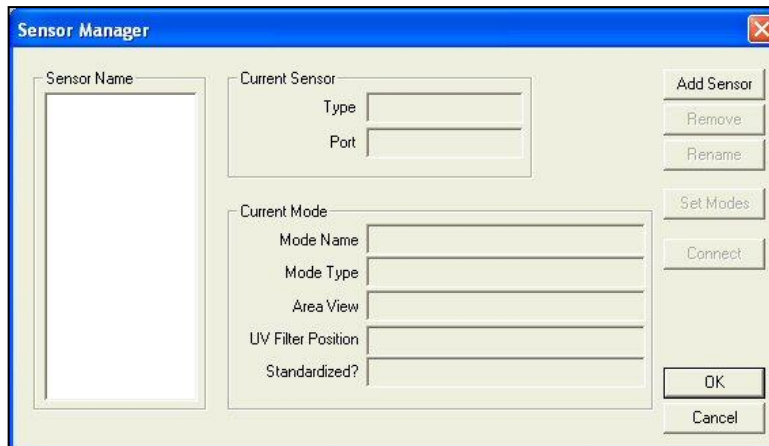 Sensor Manager
Sensor Name
Current Sensor
Type
Port
Current Mode
Mode Name
Mode Type
Area View
UV Filter Position
Standardized?
Add Sensor
Remove
Rename
Set Modes
Connect
OK
Cancel